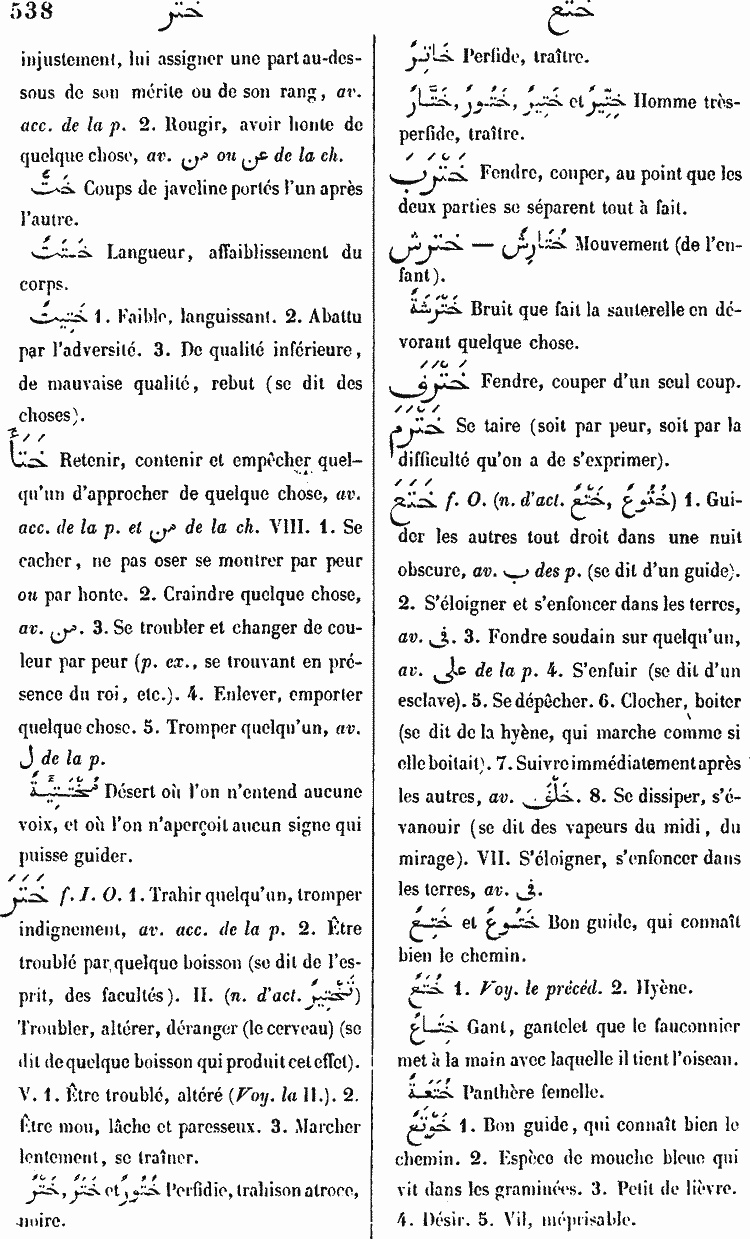 538
ختر
ختع
injustement, lui assigner une part au-des-
sous de son mérite ou de son rang, av.
acc. de la p. 2. Rougir, avoir honte de
quelque chose, av. من ou عن de la ch.
خَتٌّ Coups de javeline portés l'un après
l'autre.
خَتَتٌ Langueur, affaiblissement du
corps.
خَتِيتٌ 1. Faible, languissant. 2. Abattu
par l'adversité. 3. De qualité inférieure,
de mauvaise qualité, rebut (se dit des
choses).
خَتَأَ Retenir, contenir et empêcher quel-
qu'un d'approcher de quelque chose, av.
acc. de la p. et من de la ch. VIII. 1. Se
cacher, ne pas oser se montrer par peur
ou par honte. 2. Craindre quelque chose,
av. من. 3. Se troubler et changer de cou-
leur par peur (p. ex., se trouvant en pré-
sence du roi, etc.). 4. Enlever, emporter
quelque chose. 5. Tromper quelqu'un, av.
ل de la p.
Désert où l'on n'entend aucune
voix, et où l'on n'aperçoit aucun signe qui
puisse guider.
خَتَرَ f. I. O. 1. Trahir quelqu'un, tromper
indignement, av. acc. de la p. 2. Être
troublé par quelque boisson (se dit de l'es-
prit, des facultés). II. (n. d'act. تَخْتِيرٌ)
Troubler, altérer, déranger (le cerveau) (se
dit de quelque boisson qui produit cet effet).
V. 1. Être troublé, altéré (Voy. la II.). 2.
Être mou, lâche et paresseux. 3. Marcher
lentement, se traîner.
خَتْرٌ, خَتَرٌ et خُتُورٌ Perfidie, trahison atroce,
noire.
خَاتِرٌ Perfide, traître.
خَتَّارٌ, خَتُورٌ, خَتِيرٌ et خِتِّيرٌ Homme très-
perfide, traître.
خَتْرَبَ Fendre, couper, au point que les
deux parties se séparent tout à fait.
خترش — خُتَارِشٌ Mouvement (de l'en-
fant).
خَتْرَشَةٌ Bruit que fait la sauterelle en dé-
vorant quelque chose.
خَتْرَفَ Fendre, couper d'un seul coup.
خَتْرَمَ Se taire (soit par peur, soit par la
difficulté qu'on a de s'exprimer).
خَتَعَ f. O. (n. d'act. خَتْعٌ, خُتُوعٌ) 1. Gui-
der les autres tout droit dans une nuit
obscure, av. ب des p. (se dit d'un guide).
2. S'éloigner et s'enfoncer dans les terres,
av. في. 3. Fondre soudain sur quelqu'un,
av. على de la p. 4. S'enfuir (se dit d'un
esclave). 5. Se dépêcher. 6. Clocher, boiter
(se dit de la hyène, qui marche comme si
elle boitait). 7. Suivre immédiatement après
les autres, av. خَلْفَ. 8. Se dissiper, s'é-
vanouir (se dit des vapeurs du midi, du
mirage). VII. S'éloigner, s'enfoncer dans
les terres, av. في.
خَتِعٌ et خَتُوعٌ Bon guide, qui connaît
bien le chemin.
خُتَعٌ 1. Voy. le précéd. 2. Hyène.
خِتَاعٌ Gant, gantelet que le fauconnier
met à la main avec laquelle il tient l'oiseau.
خُتَعَةٌ Panthère femelle.
خَوْتَعٌ 1. Bon guide, qui connaît bien le
chemin. 2. Espèce de mouche bleue qui
vit dans les graminées. 3. Petit de lièvre.
4. Désir. 5. Vil, méprisable.